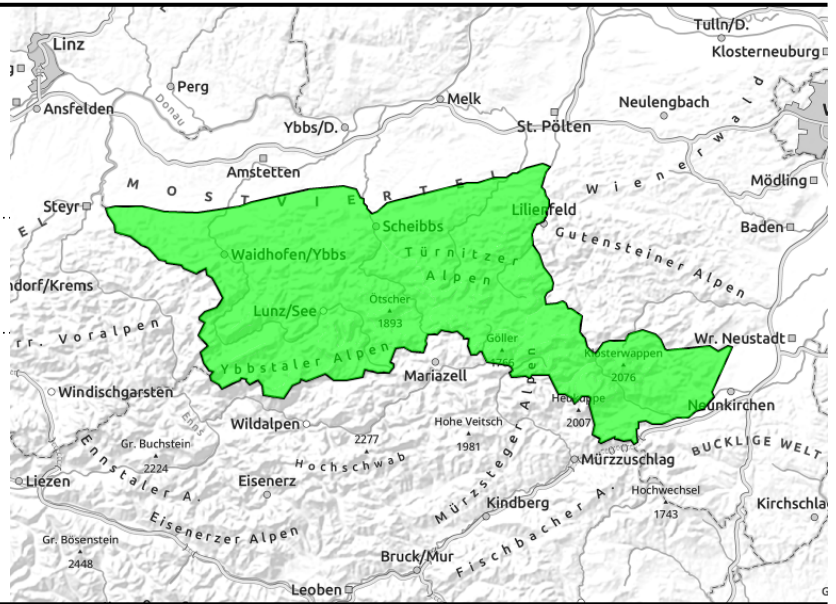 Tulln/D.
Linz
Klosterneuburg
Perg
Melk
Donau
Neulengbach
Ansfelden
Ybbs/D.
St. Pölten
Wienerwald
Amstetten
MOSTVIERTEL
Mödling
Steyr
Lilienfeld
Scheibbs
Baden
Gutensteiner Alpen
Waidhofen/Ybbs
Türnitzer
Alpen
ndorf/Krems
Ötscher
1893
Lunz/See
rr. Voralpen
Göller
1766
Wr. Neustadt
Klosterwappen
2076
Ybbstaler Alpen
Mariazell
Windischgarsten
Heukuppe
2007
Neunkirchen
Enns
Wildalpen
Hohe Veitsch
1981
Gr. Buchstein
2224
2277
Hochschwab
BUCKLIGE WELT
Ennstaler A.
Mürzsteger Alpen
Mürzzuschlag
Liezen
Eisenerz
Hochwechsel
1743
Kindberg
Kirchschla
Eisenerzer Alpen
Fischbacher A.
Gr. Bösenstein
2448
Bruck/Mur
Leoben